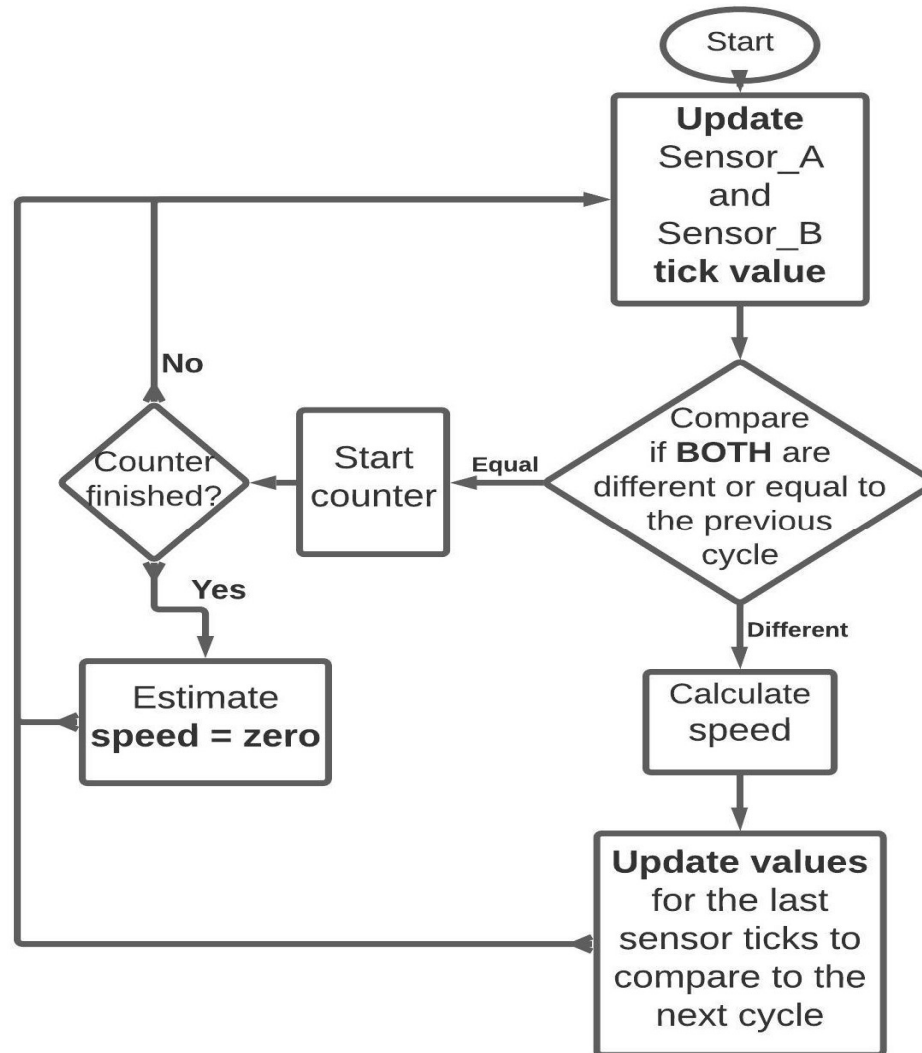 Start
Update
Sensor_A
and
Sensor_B
tick value
Compare
if BOTH are
different or equal to
the previous
cycle
Equal
Start
counter
Counter
finished?
No
Yes
Estimate
speed = zero
Different
Calculate
speed
Update values
for the last
sensor ticks to
compare to the
next cycle